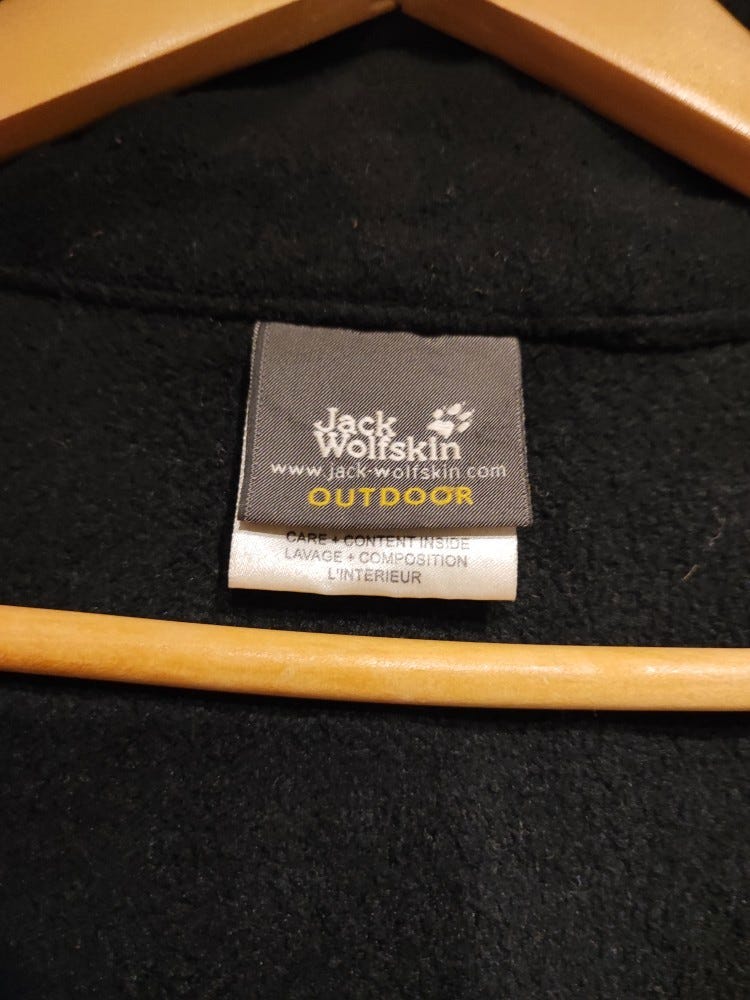 Jack
Wolfskin
www.jack-wolfskin.com
OUTDOOR
CARE + CONTENT INSIDE
LAVAGE + COMPOSITION
L'INTERIEUR